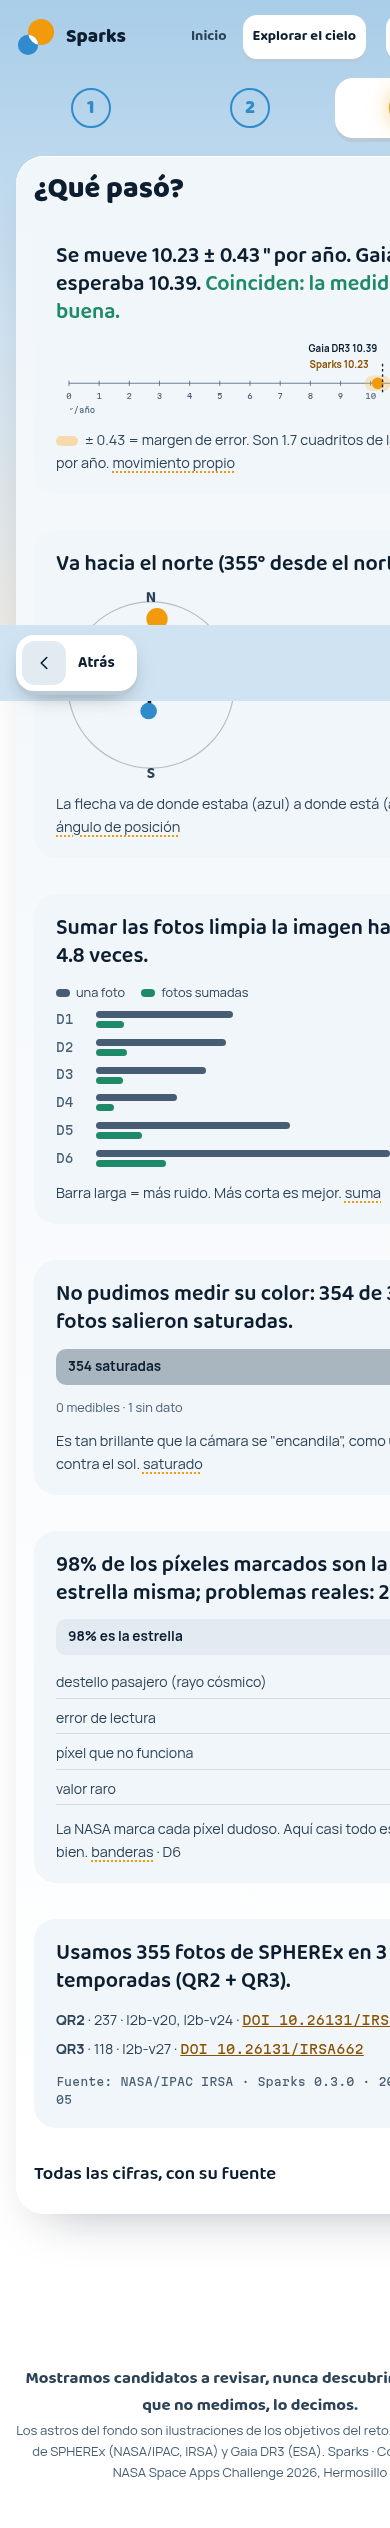 Sparks
Inicio
Explorar el cielo
1
2
¿Qué pasó?
Se mueve 10.23 ± 0.43 " por año. Gaia
esperaba 10.39. Coinciden: la medid
buena.
Gaia DR3 10.39
Sparks 10.23
0 1 2 3 4 5 6 7 8 9 10
"/año
± 0.43 = margen de error. Son 1.7 cuadritos de l
por año. movimiento propio
Va hacia el norte (355° desde el nort
N
Atrás
S
La flecha va de donde estaba (azul) a donde está (a
ángulo de posición
Sumar las fotos limpia la imagen ha
4.8 veces.
una foto
fotos sumadas
D1
D2
D3
D4
D5
D6
Barra larga = más ruido. Más corta es mejor. suma
No pudimos medir su color: 354 de 3
fotos salieron saturadas.
354 saturadas
0 medibles · 1 sin dato
Es tan brillante que la cámara se "encandila", como
contra el sol. saturado
98% de los píxeles marcados son la
estrella misma; problemas reales: 2
98% es la estrella
destello pasajero (rayo cósmico)
error de lectura
píxel que no funciona
valor raro
La NASA marca cada píxel dudoso. Aquí casi todo es
bien. banderas · D6
Usamos 355 fotos de SPHEREx en 3
temporadas (QR2 + QR3).
QR2 · 237 · l2b-v20, l2b-v24 · DOI 10.26131/IRS
QR3 · 118 · l2b-v27 · DOI 10.26131/IRSA662
Fuente: NASA/IPAC IRSA · Sparks 0.3.0 · 20
05
Todas las cifras, con su fuente
Mostramos candidatos a revisar, nunca descubri
que no medimos, lo decimos.
Los astros del fondo son ilustraciones de los objetivos del reto.
de SPHEREx (NASA/IPAC, IRSA) y Gaia DR3 (ESA). Sparks · Co
NASA Space Apps Challenge 2026, Hermosillo